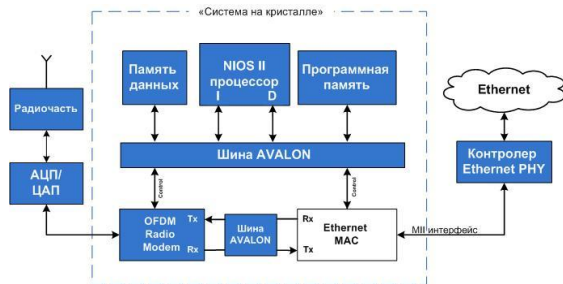 «Система на кристалле»
Память
данных
NIOS II
процессор
I D
Программная
память
Ethernet
Радиочасть
Шина AVALON
АЦП/
ЦАП
Контролер
Ethernet PHY
Control
Control
OFDM
Radio
Modem
Tx
Rx
Шина
AVALON
Rx
Tx
Ethernet
MAC
MII интерфейс